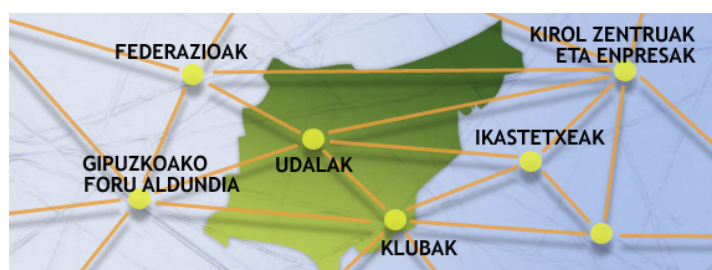 FEDERAZIOAK
KIROL ZENTRUAK
ETA ENPRESAK
UDALAK
IKASTETXEAK
GIPUZKOAKO
FORU ALDUNDIA
KLUBAK